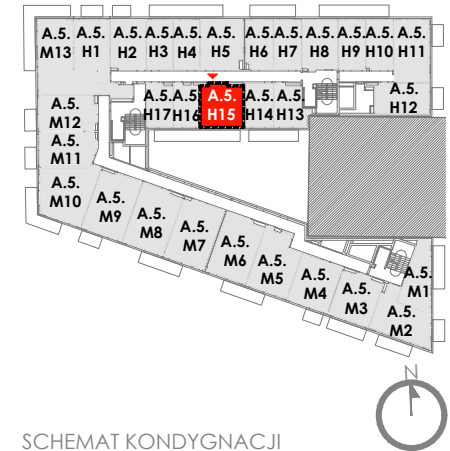 A.5. A.5. A.5. A.5. A.5. A.5. A.5. A.5. A.5. A.5. A.5. A.5.
M13 H1 H2 H3 H4 H5 H6 H7 H8 H9 H10 H11
A.5. A.5. A.5. A.5. A.5. A.5.
H17 H16 H15 H14 H13 H12
A.5.
M12
A.5.
M11
A.5.
M10
A.5.
M9
A.5.
M8
A.5.
M7
A.5.
M6
A.5.
M5
A.5.
M4
A.5.
M3
A.5.
M2
A.5.
M1
N
SCHEMAT KONDYGNACJI